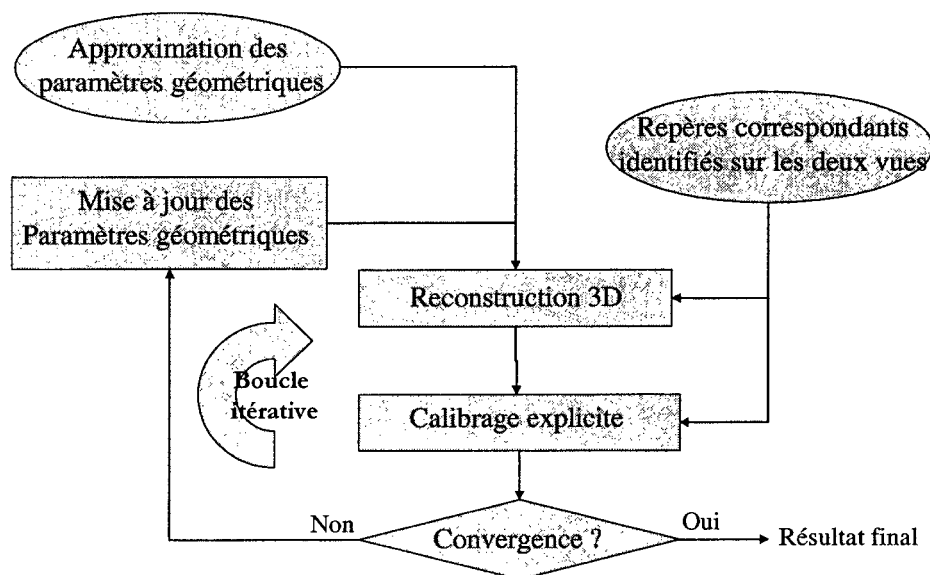 Approximation des
paramètres géométriques
Repères correspondants
identifiés sur les deux vues
Mise à jour des
Paramètres géométriques
Reconstruction 3D
Boucle
itérative
Calibrage explicite
Non
Convergence ?
Oui
Résultat final